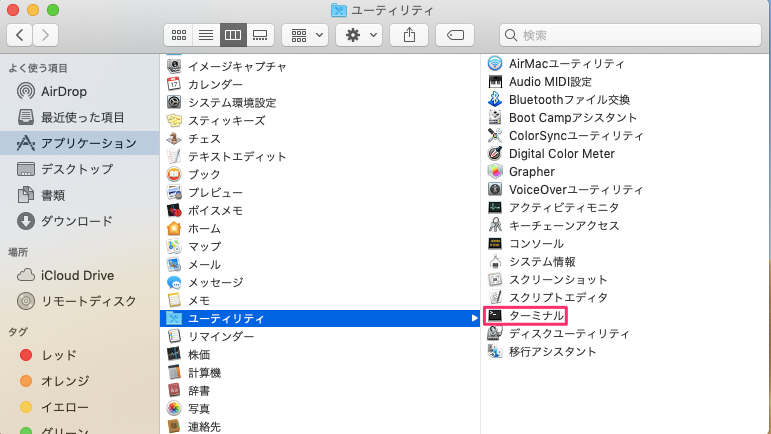 ユーティリティ
検索
よく使う項目
AirDrop
最近使った項目
アプリケーション
デスクトップ
書類
ダウンロード
場所
iCloud Drive
リモートディスク
タグ
レッド
オレンジ
イエロー
グリーン
イメージキャプチャ
カレンダー
システム環境設定
スティッキーズ
チェス
テキストエディット
ブック
プレビュー
ボイスメモ
ホーム
マップ
メール
メッセージ
メモ
ユーティリティ
リマインダー
株価
計算機
辞書
写真
連絡先
AirMacユーティリティ
Audio MIDI設定
Bluetoothファイル交換
Boot Campアシスタント
ColorSyncユーティリティ
Digital Color Meter
Grapher
VoiceOverユーティリティ
アクティビティモニタ
キーチェーンアクセス
コンソール
システム情報
スクリーンショット
スクリプトエディタ
ターミナル
ディスクユーティリティ
移行アシスタント